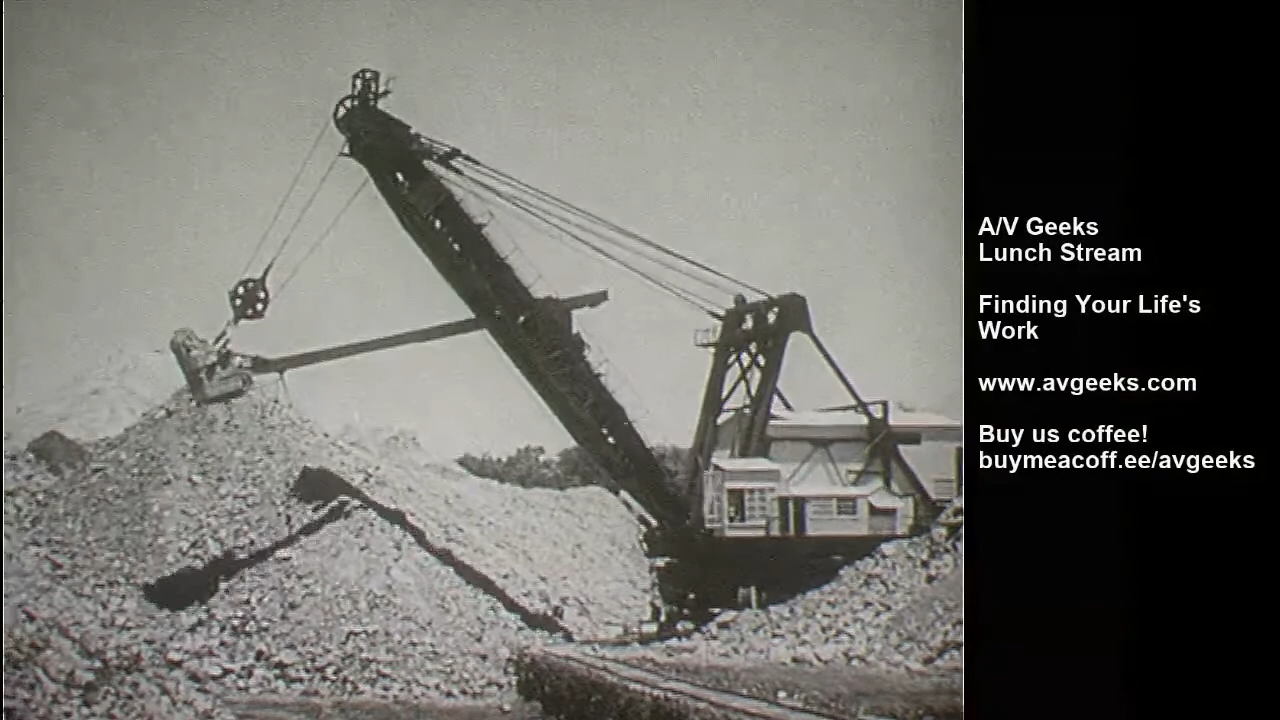 A/V Geeks
Lunch Stream
Finding Your Life's
Work
www.avgeeks.com
Buy us coffee!
buymeacoff.ee/avgeeks